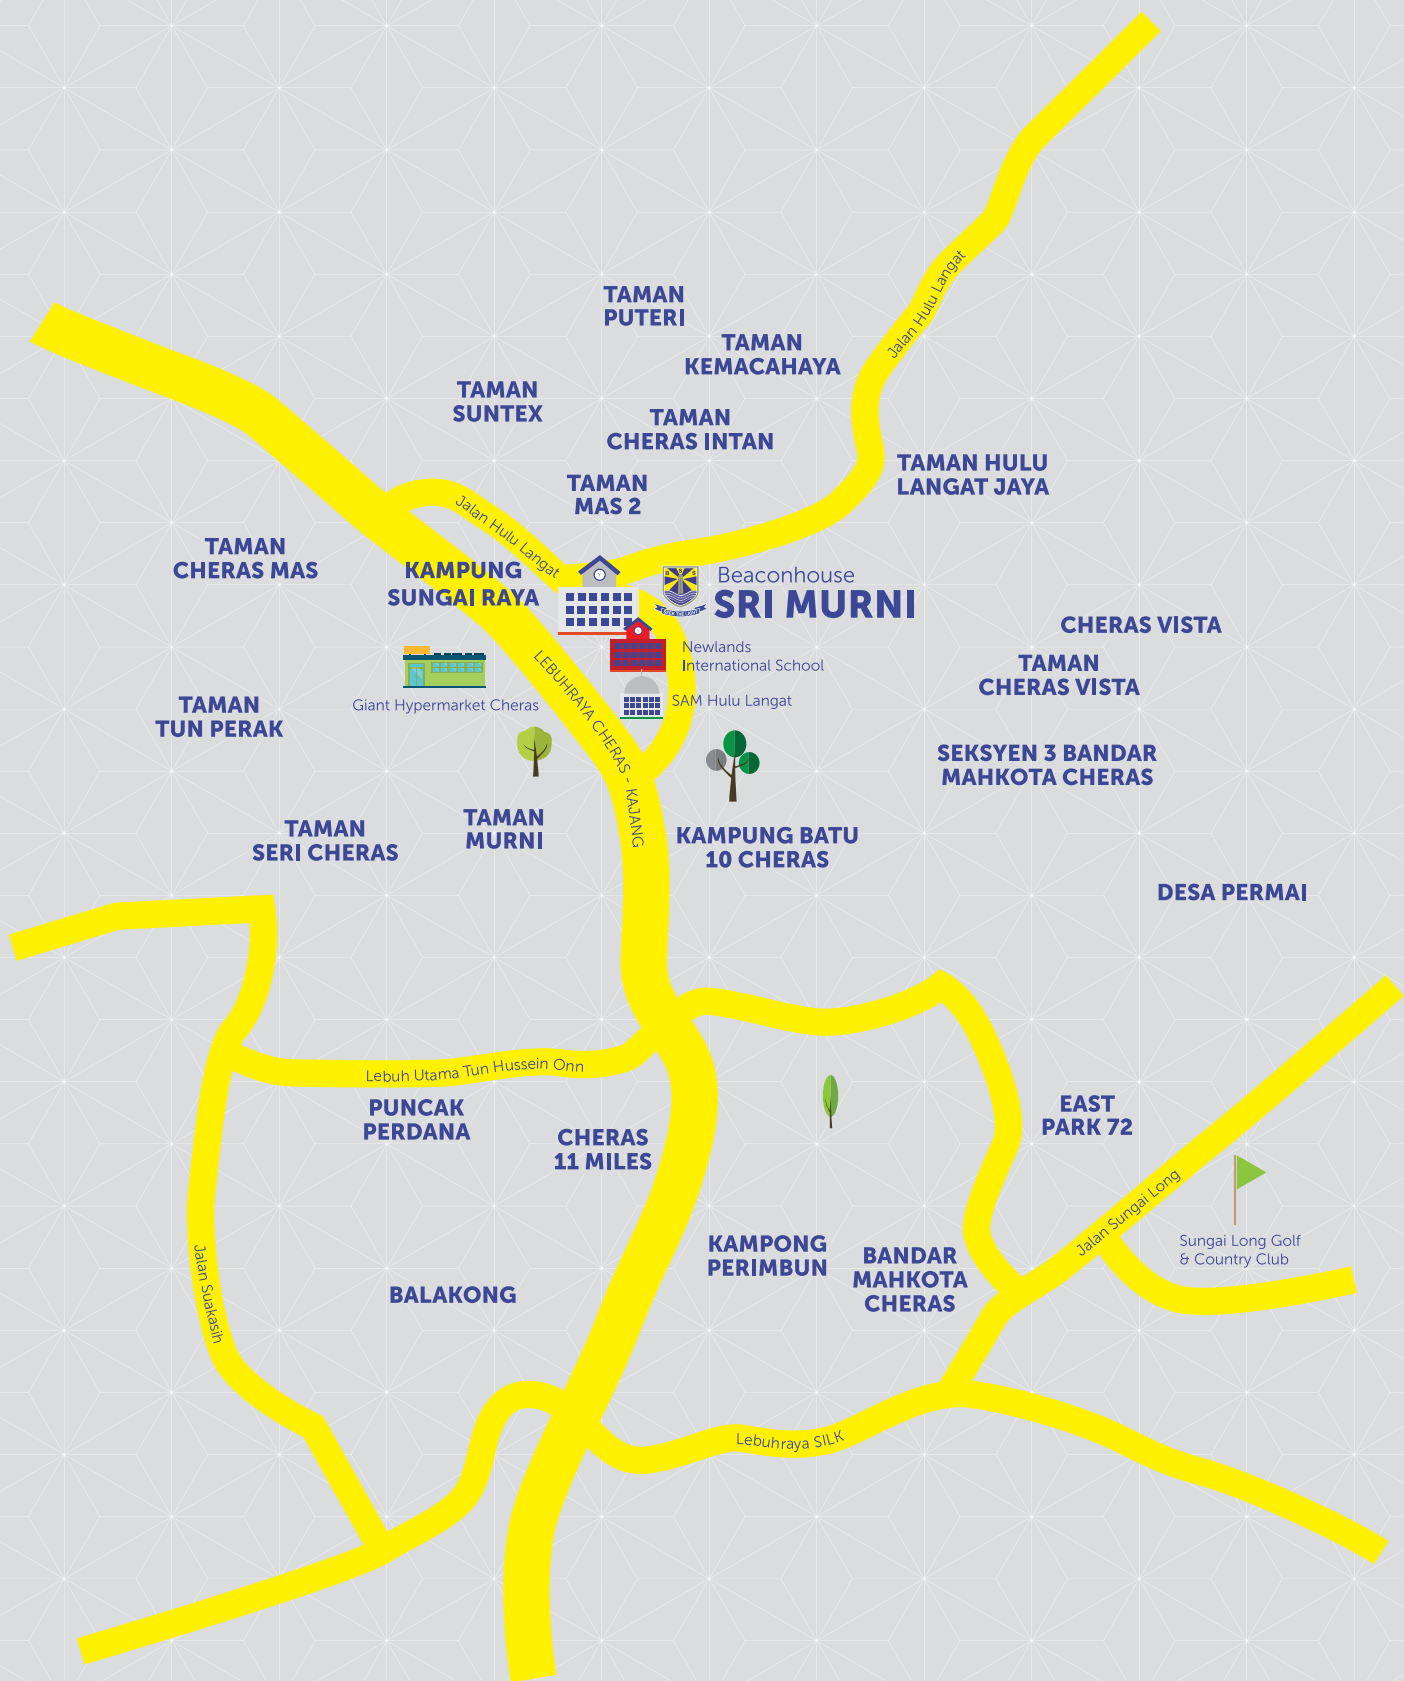 Jalan Hulu Langat
TAMAN
PUTERI
TAMAN
KEMACAHAYA
TAMAN
SUNTEX
TAMAN
CHERAS INTAN
TAMAN HULU
LANGAT JAYA
TAMAN
MAS 2
Jalan Hulu Langat
TAMAN
CHERAS MAS
KAMPUNG
SUNGAI RAYA
Beaconhouse
SRI MURNI
CHERAS VISTA
Newlands
International School
TAMAN
CHERAS VISTA
SAM Hulu Langat
Giant Hypermarket Cheras
LEBUHRAYA CHERAS - KAJANG
TAMAN
TUN PERAK
SEKSYEN 3 BANDAR
MAHKOTA CHERAS
TAMAN
SERI CHERAS
TAMAN
MURNI
KAMPUNG BATU
10 CHERAS
DESA PERMAI
Lebuh Utama Tun Hussein Onn
PUNCAK
PERDANA
CHERAS
11 MILES
EAST
PARK 72
Jalan Sungai Long
Sungai Long Golf
& Country Club
KAMPONG
PERIMBUN
BANDAR
MAHKOTA
CHERAS
Jalan Suakasih
BALAKONG
Lebuhraya SILK